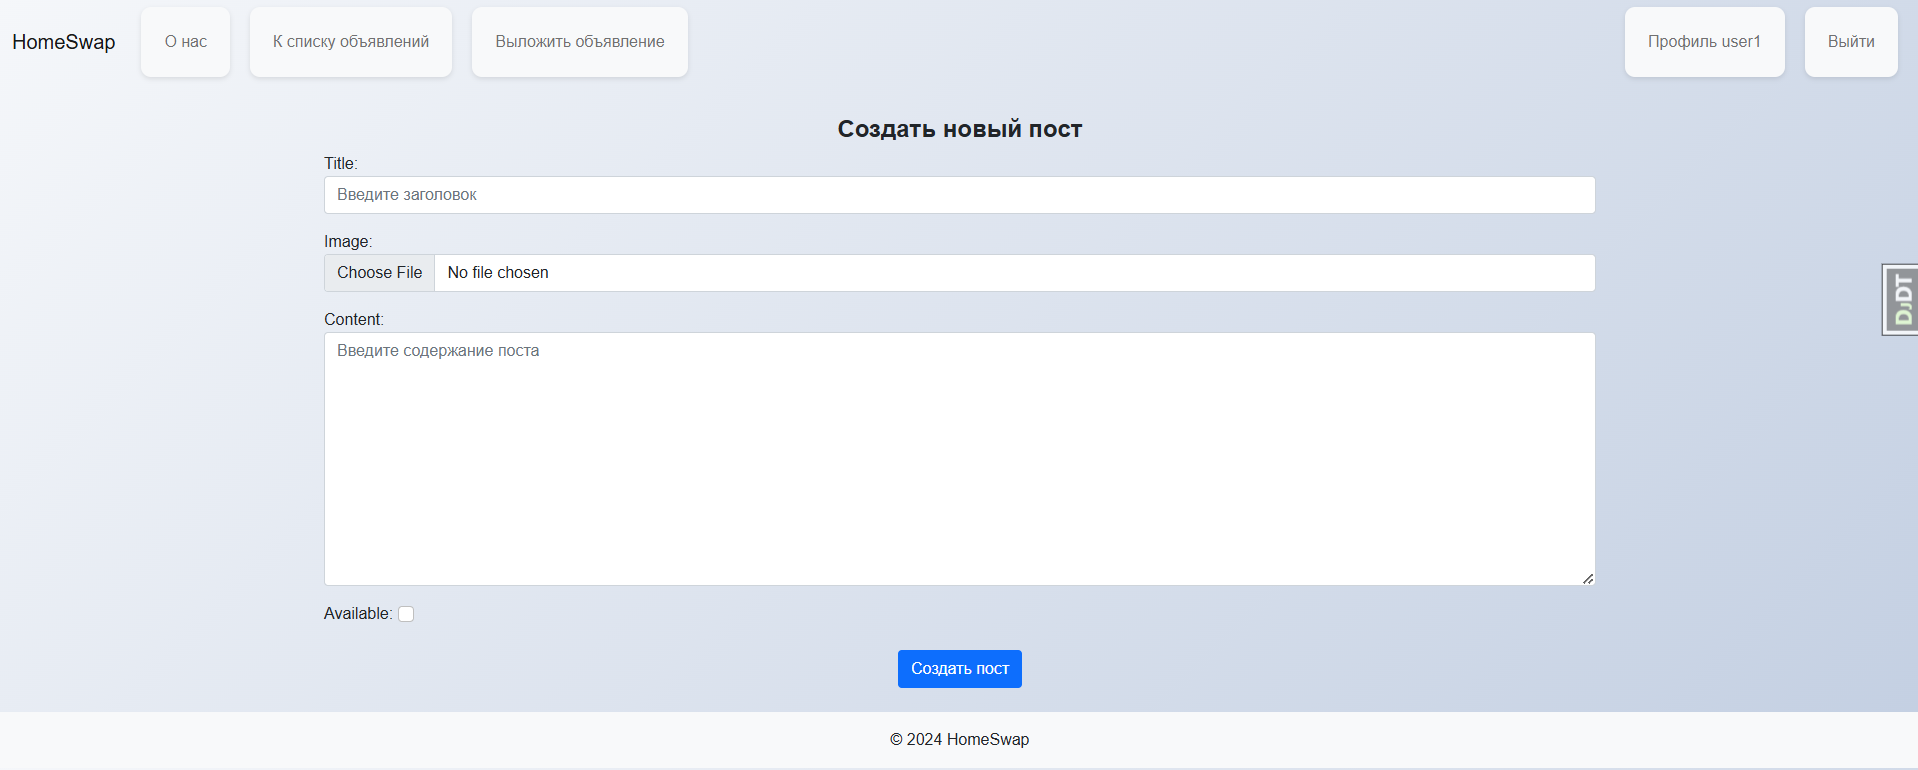 HomeSwap
О нас
К списку объявлений
Выложить объявление
Профиль user1
Выйти
Создать новый пост
Title:
Введите заголовок
Image:
Choose File No file chosen
Content:
Введите содержание поста
DJDT
Available:
Создать пост
© 2024 HomeSwap